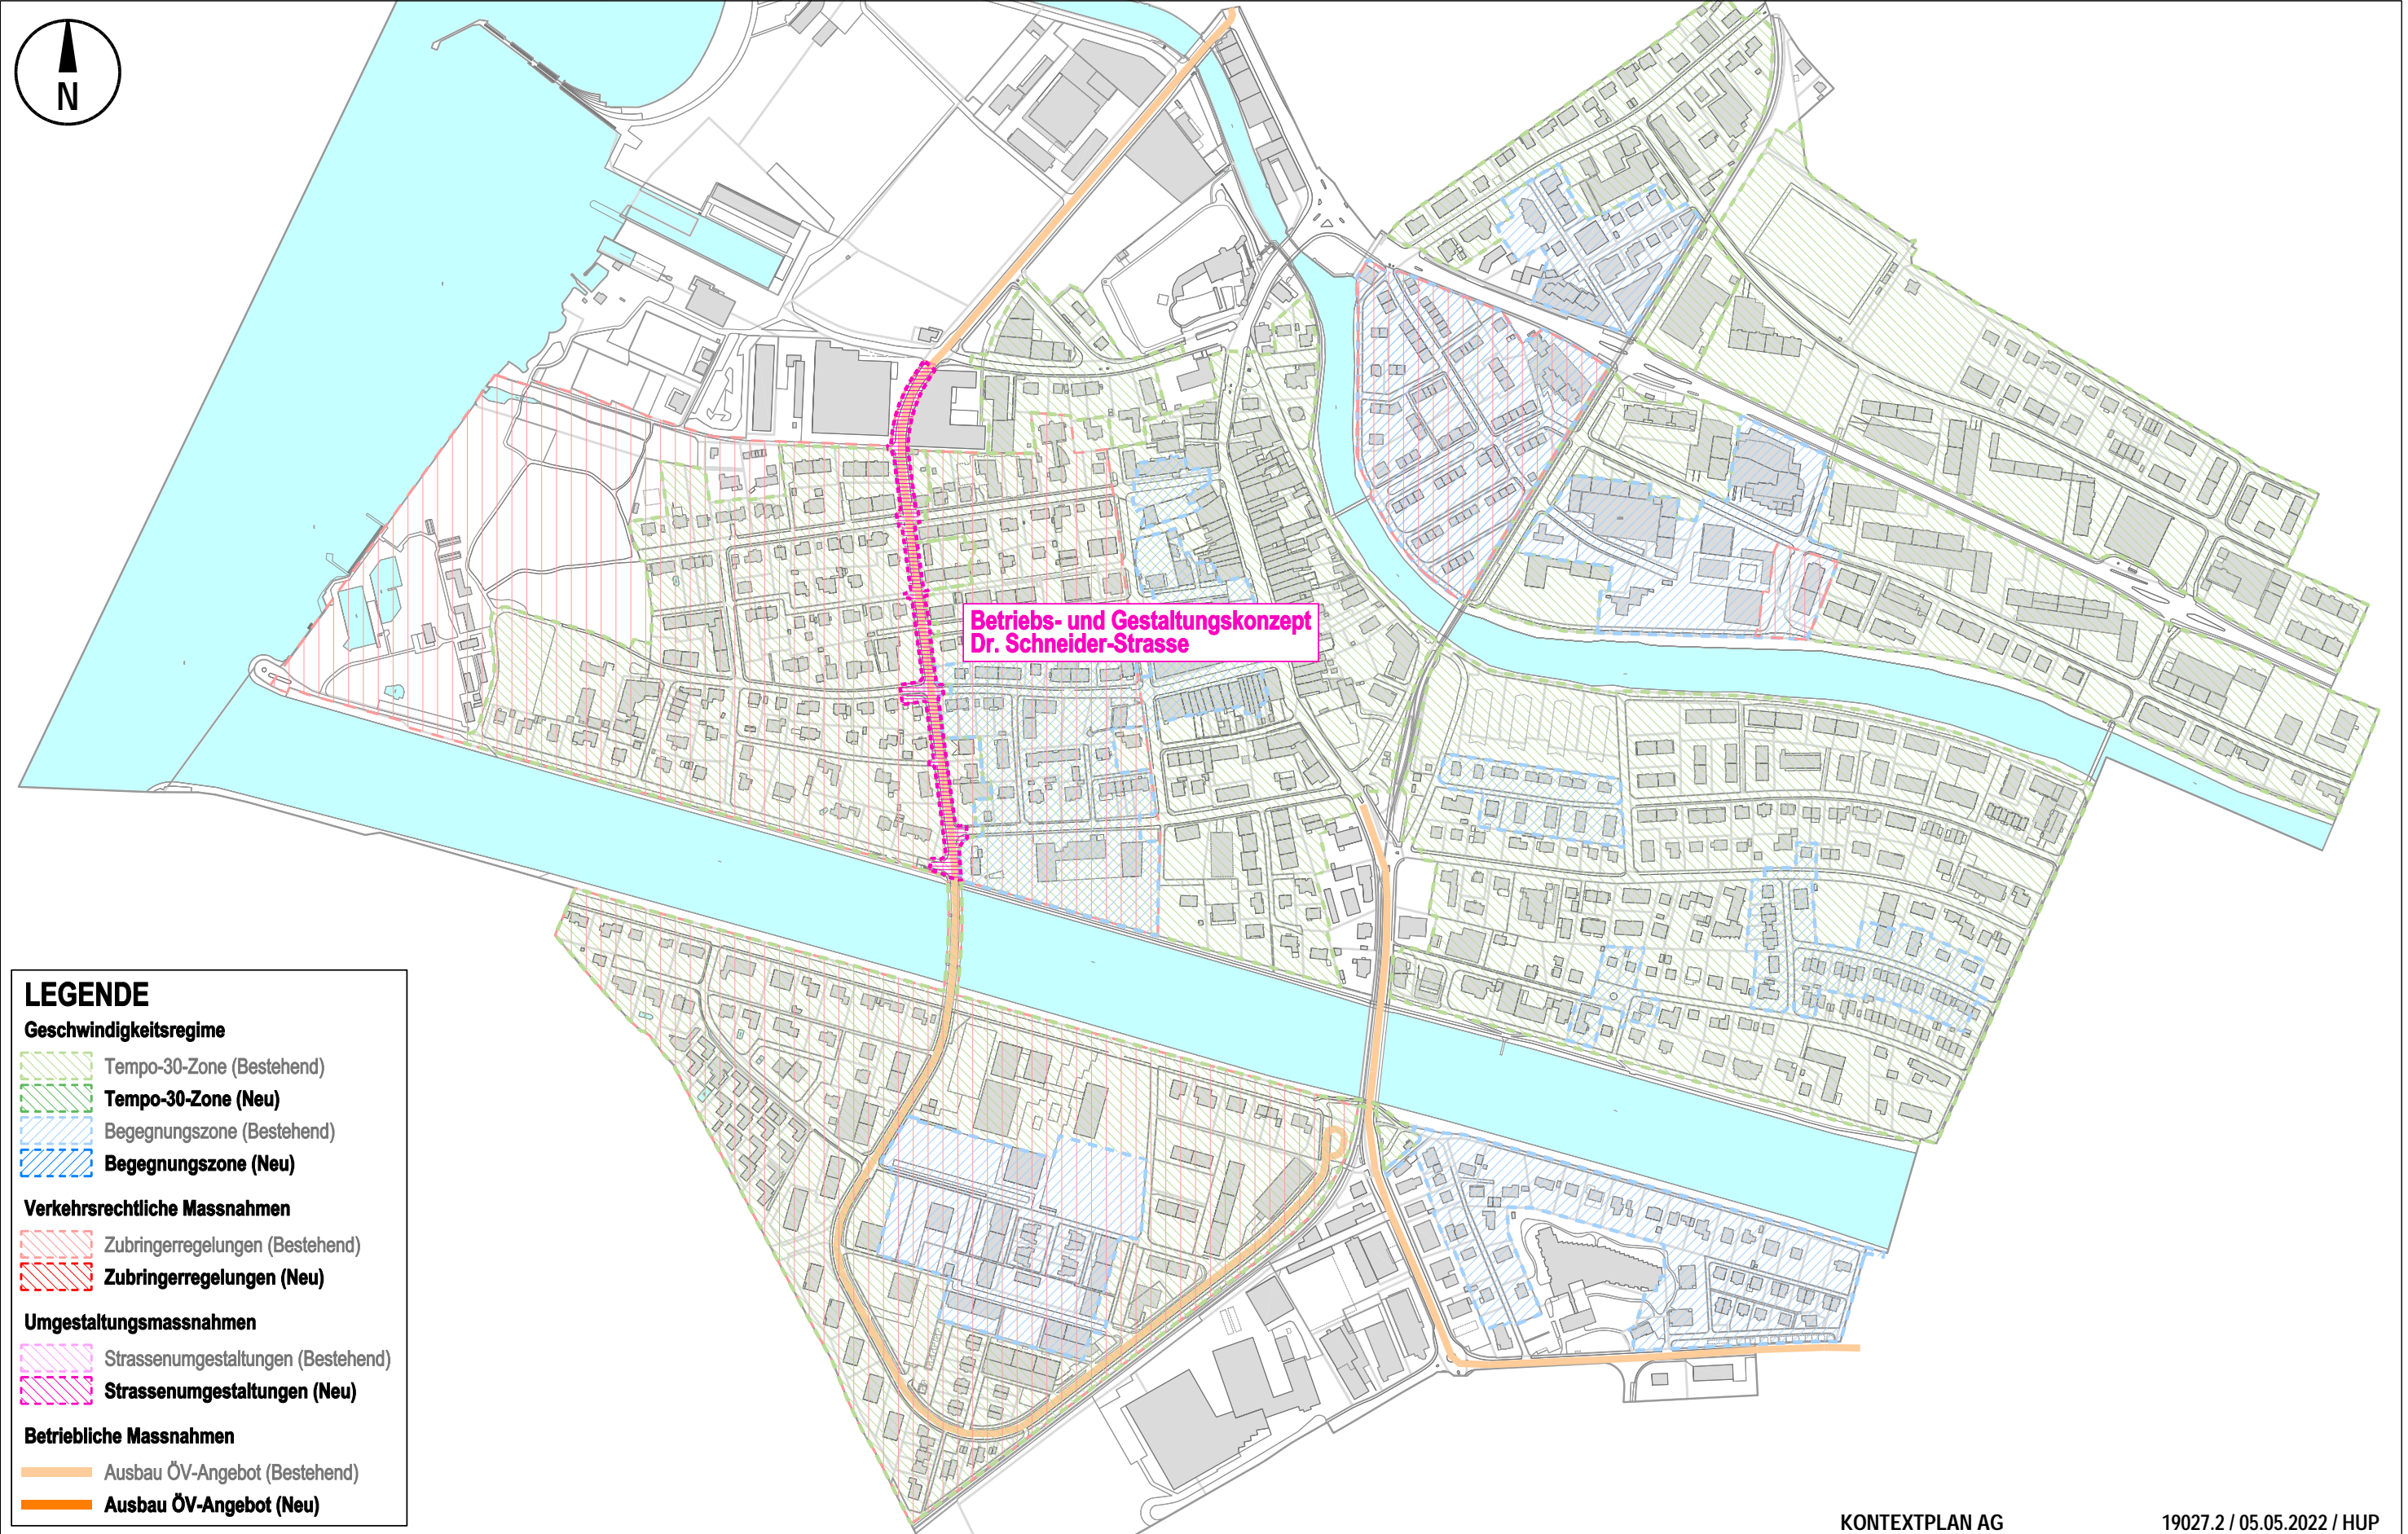 N
Betriebs- und Gestaltungskonzept
Dr. Schneider-Strasse
LEGENDE
Geschwindigkeitsregime
Tempo-30-Zone (Bestehend)
Tempo-30-Zone (Neu)
Begegnungszone (Bestehend)
Begegnungszone (Neu)
Verkehrsrechtliche Massnahmen
Zubringerregelungen (Bestehend)
Zubringerregelungen (Neu)
Umgestaltungsmassnahmen
Strassenumgestaltungen (Bestehend)
Strassenumgestaltungen (Neu)
Betriebliche Massnahmen
Ausbau ÖV-Angebot (Bestehend)
Ausbau ÖV-Angebot (Neu)
KONTEXTPLAN AG 19027.2 / 05.05.2022 / HUP